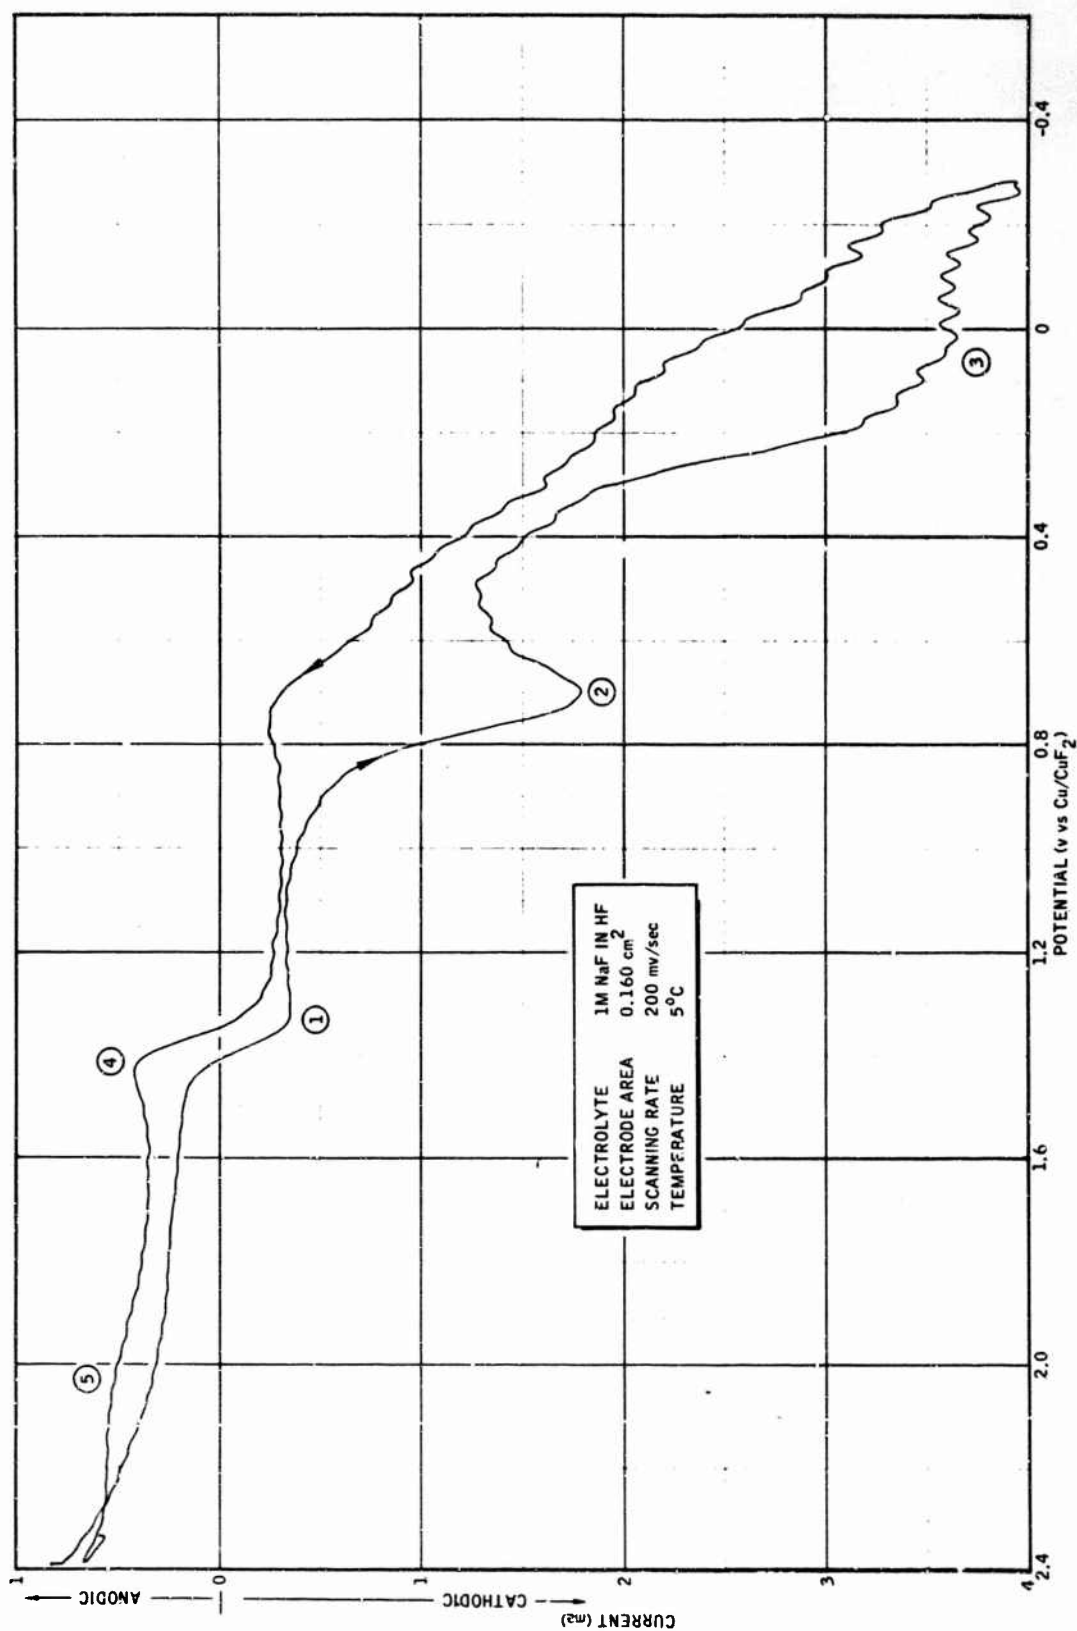 1
0
1
2
3
4
ANODIC
CATHODIC
CURRENT (ma)
2.4
2.0
1.6
1.2
0.8
0.4
0
-0.4
POTENTIAL (v vs Cu/CuF2)
5
4
1
2
3
ELECTROLYTE 1M NaF IN HF
ELECTRODE AREA 0.160 cm2
SCANNING RATE 200 mv/sec
TEMPERATURE 5°C